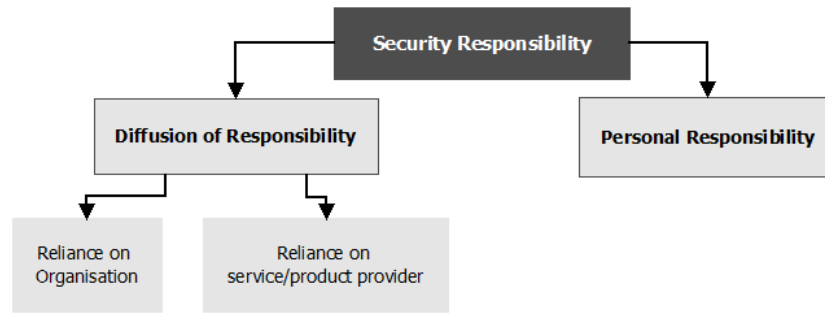 Security Responsibility
Diffusion of Responsibility
Personal Responsibility
Reliance on
Organisation
Reliance on
service/product provider